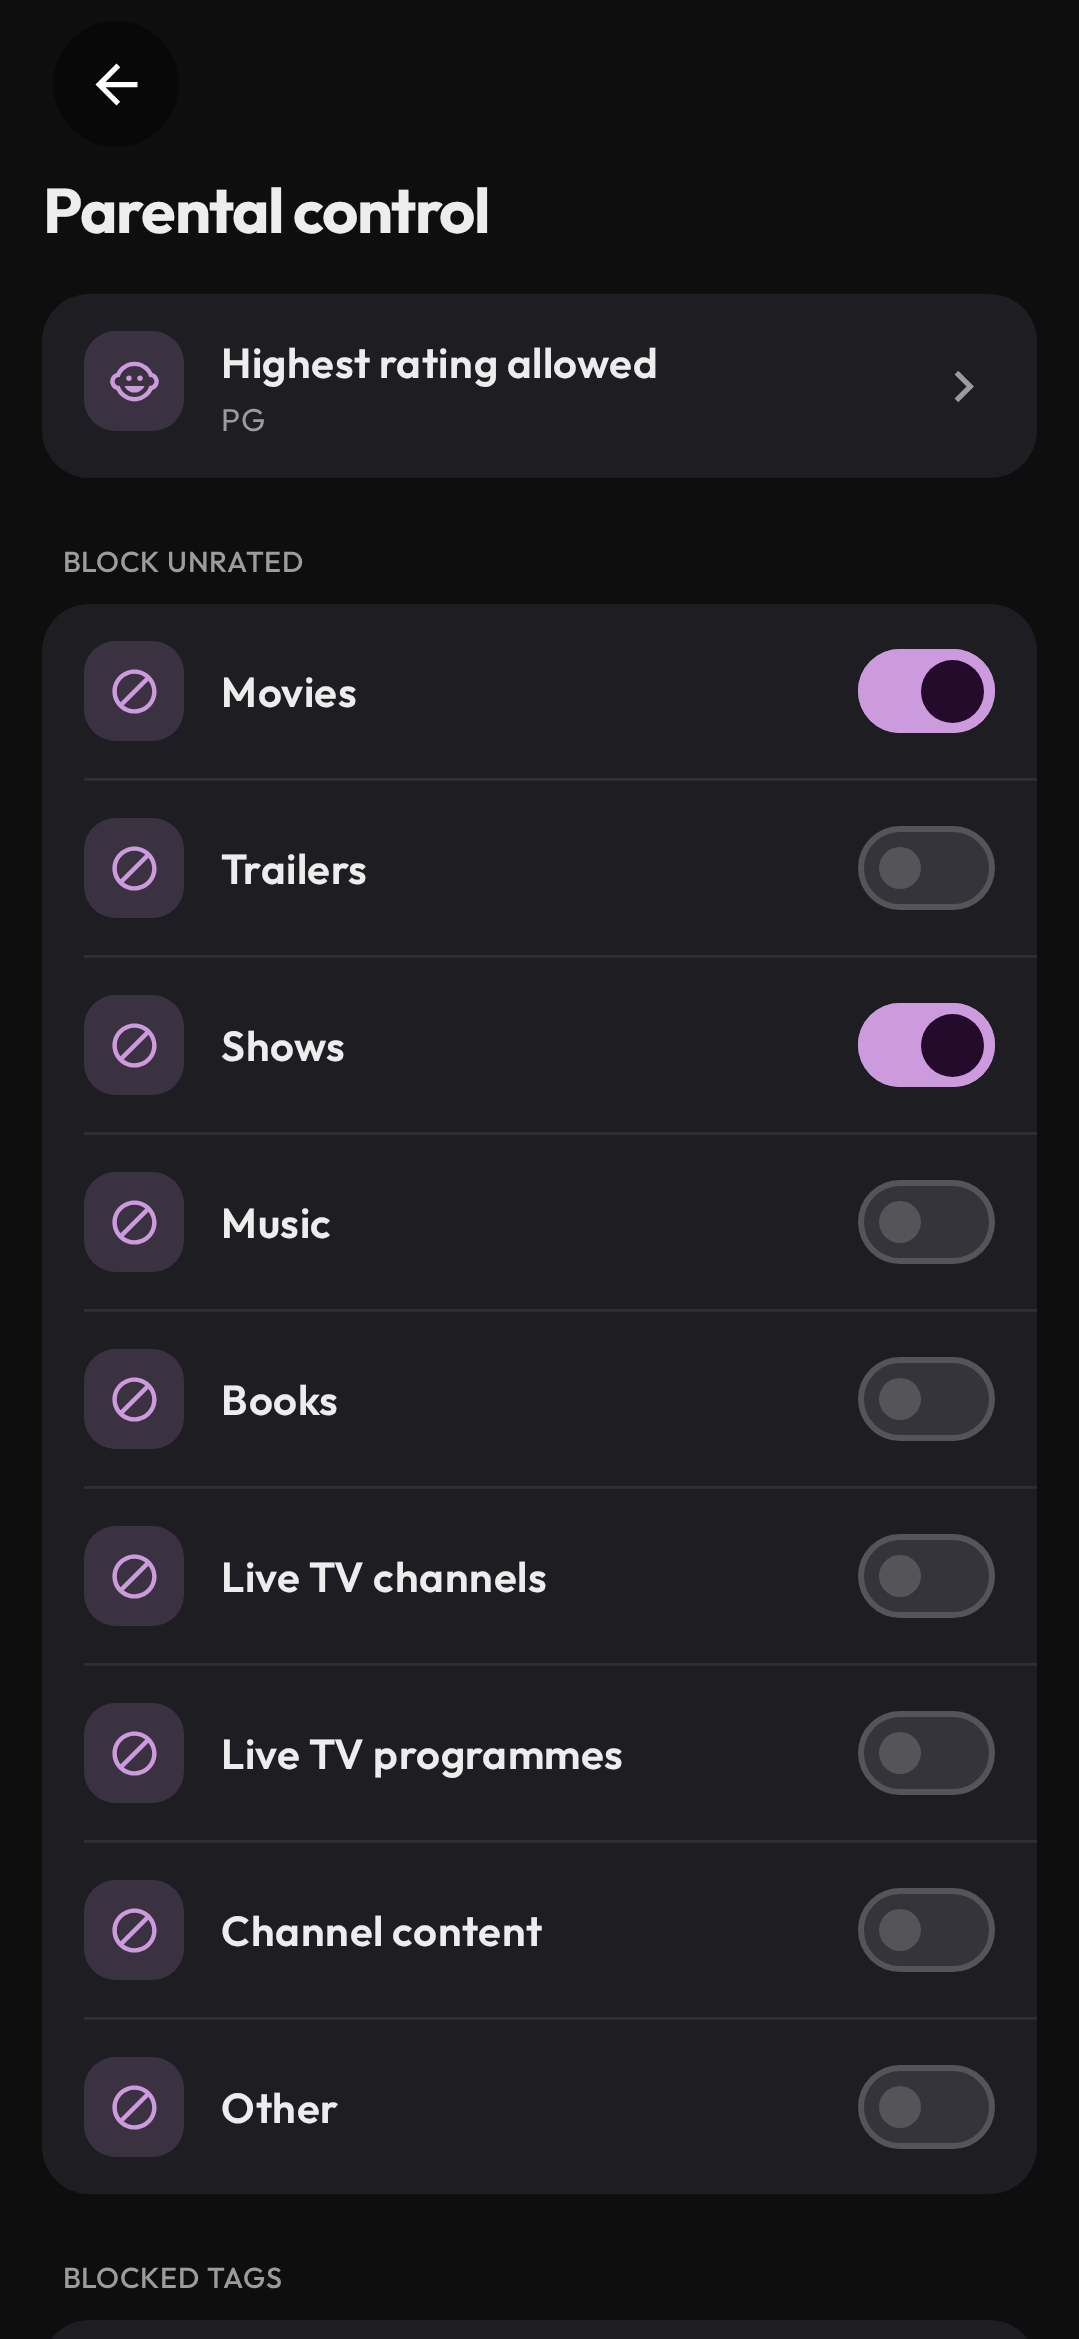 Parental control
Highest rating allowed
PG
BLOCK UNRATED
Movies
Trailers
Shows
Music
Books
Live TV channels
Live TV programmes
Channel content
Other
BLOCKED TAGS